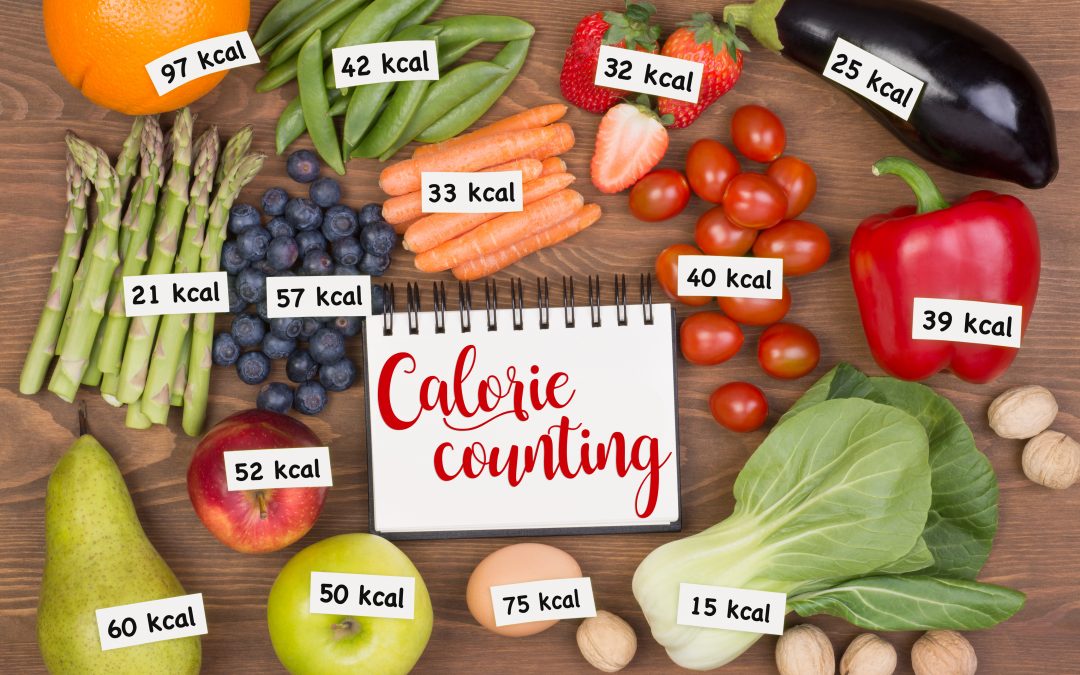 97 kcal
42 kcal
32 kcal
25 kcal
33 kcal
21 kcal
57 kcal
40 kcal
39 kcal
Calorie
counting
52 kcal
60 kcal
50 kcal
75 kcal
15 kcal